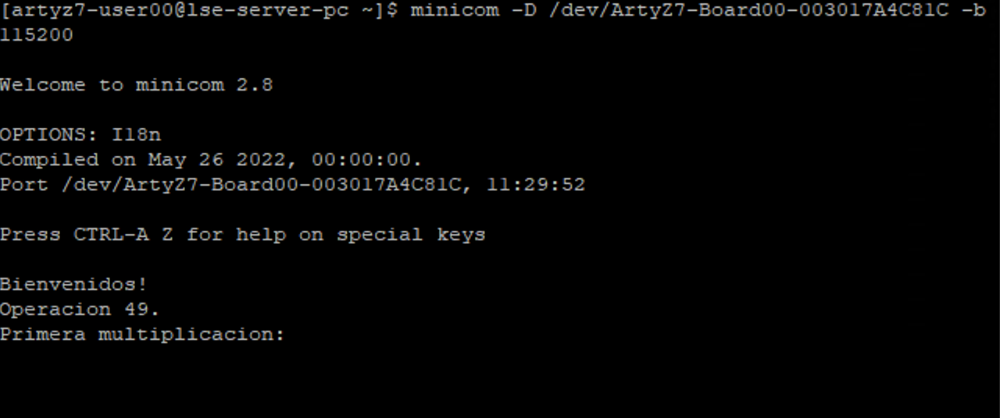 [artyz7-user00@lse-server-pc ~]$ minicom -D /dev/ArtyZ7-Board00-003017A4C81C -b
115200
Welcome to minicom 2.8
OPTIONS: I18n
Compiled on May 26 2022, 00:00:00.
Port /dev/ArtyZ7-Board00-003017A4C81C, 11:29:52
Press CTRL-A Z for help on special keys
Bienvenidos!
Operacion 49.
Primera multiplicacion: